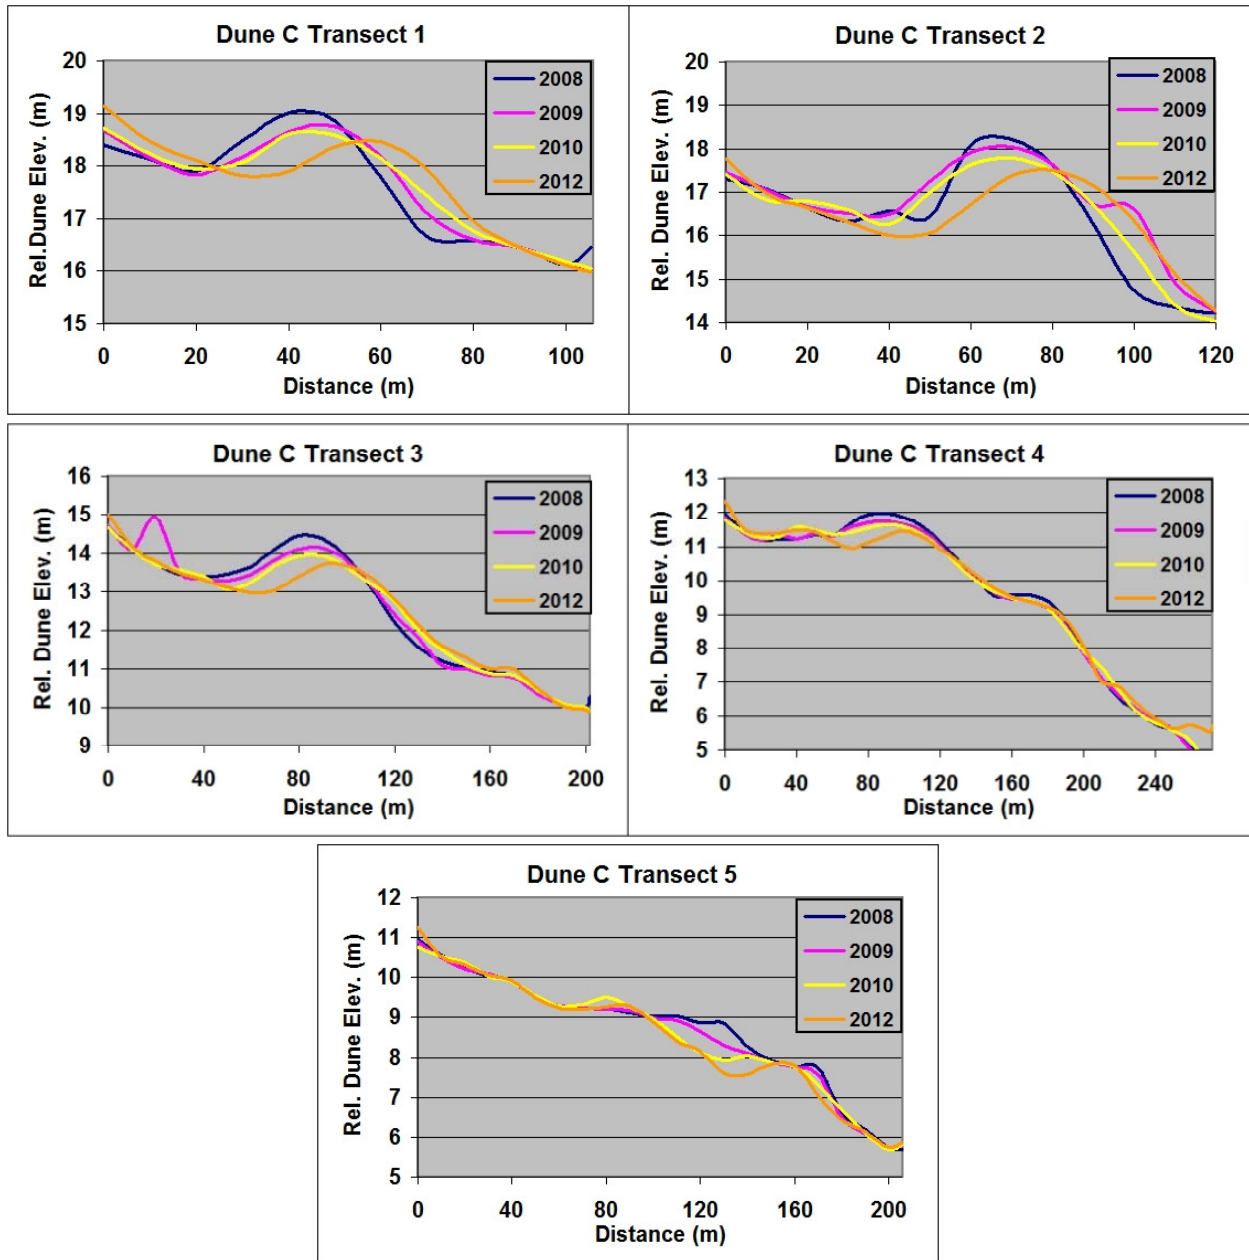 Dune C Transect 1
Rel.Dune Elev. (m)
20
19
18
17
16
15
0 20 40 60 80 100
Distance (m)
2008
2009
2010
2012
Dune C Transect 2
Rel. Dune Elev. (m)
20
19
18
17
16
15
14
0 20 40 60 80 100 120
Distance (m)
2008
2009
2010
2012
Dune C Transect 3
Rel. Dune Elev. (m)
16
15
14
13
12
11
10
9
0 40 80 120 160 200
Distance (m)
2008
2009
2010
2012
Dune C Transect 4
Rel. Dune Elev. (m)
13
12
11
10
9
8
7
6
5
0 40 80 120 160 200 240
Distance (m)
2008
2009
2010
2012
Dune C Transect 5
Rel. Dune Elev. (m)
12
11
10
9
8
7
6
5
0 40 80 120 160 200
Distance (m)
2008
2009
2010
2012